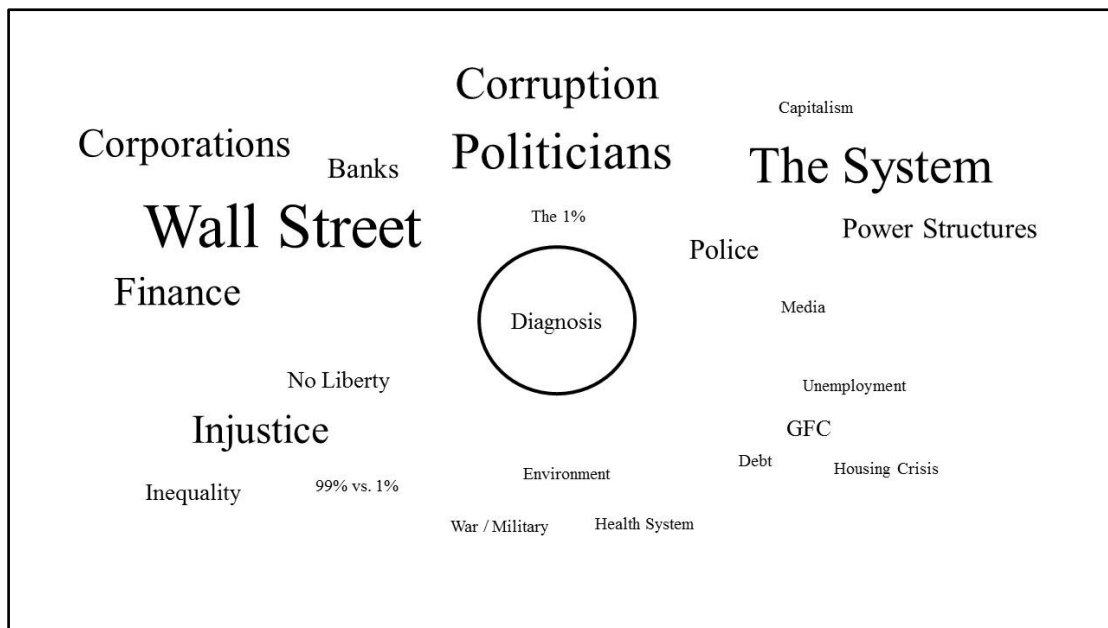 Corruption
Capitalism
Corporations
Banks
Politicians
The System
Wall Street
The 1%
Power Structures
Police
Finance
Media
Diagnosis
No Liberty
Unemployment
Injustice
GFC
Inequality
99% vs. 1%
Environment
Debt
Housing Crisis
War / Military
Health System